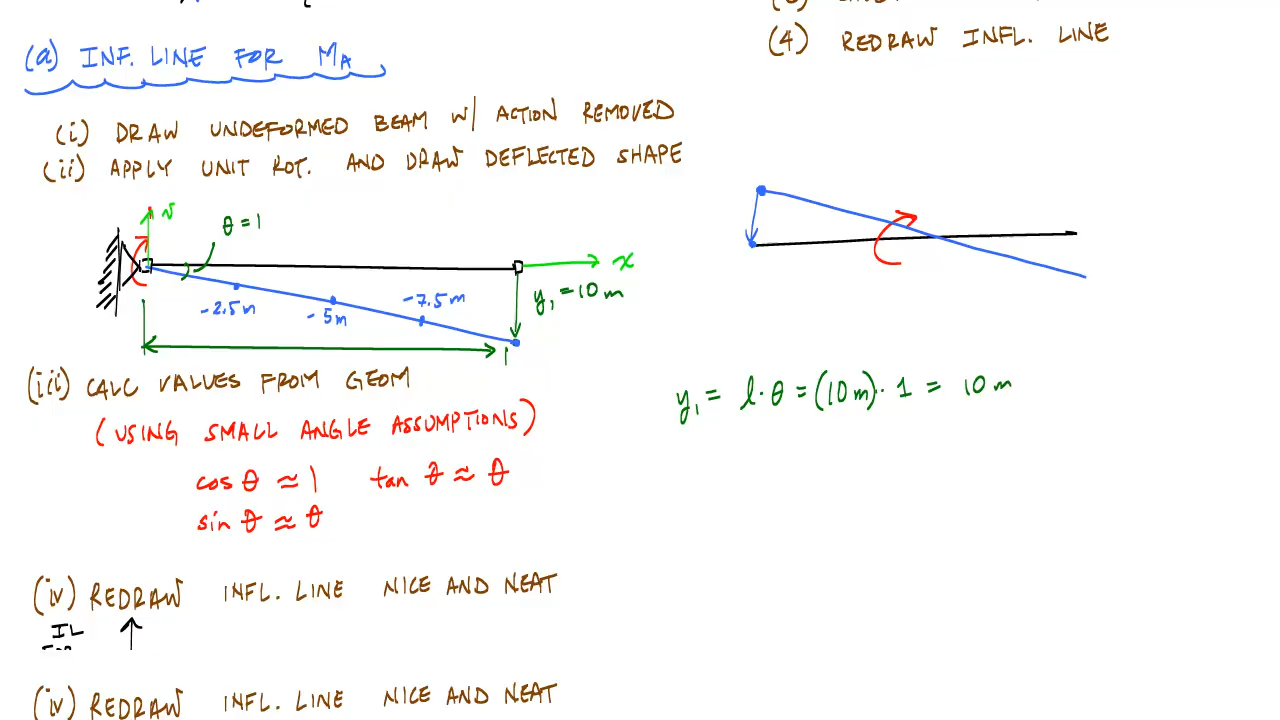 (4) REDRAW INFL. LINE
(a) INF. LINE FOR MA
(i) DRAW UNDEFORMED BEAM W/ ACTION REMOVED
(ii) APPLY UNIT ROT. AND DRAW DEFLECTED SHAPE
v
θ = 1
x
y₁ = 10 m
-2.5m
-5m
-7.5m
(iii) CALC VALUES FROM GEOM
(USING SMALL ANGLE ASSUMPTIONS)
cos θ ≈ 1 tan θ ≈ θ
sin θ ≈ θ
y₁ = l·θ = (10m)·1 = 10 m
(iv) REDRAW INFL. LINE NICE AND NEAT
IL
(iv) REDRAW INFL. LINE NICE AND NEAT